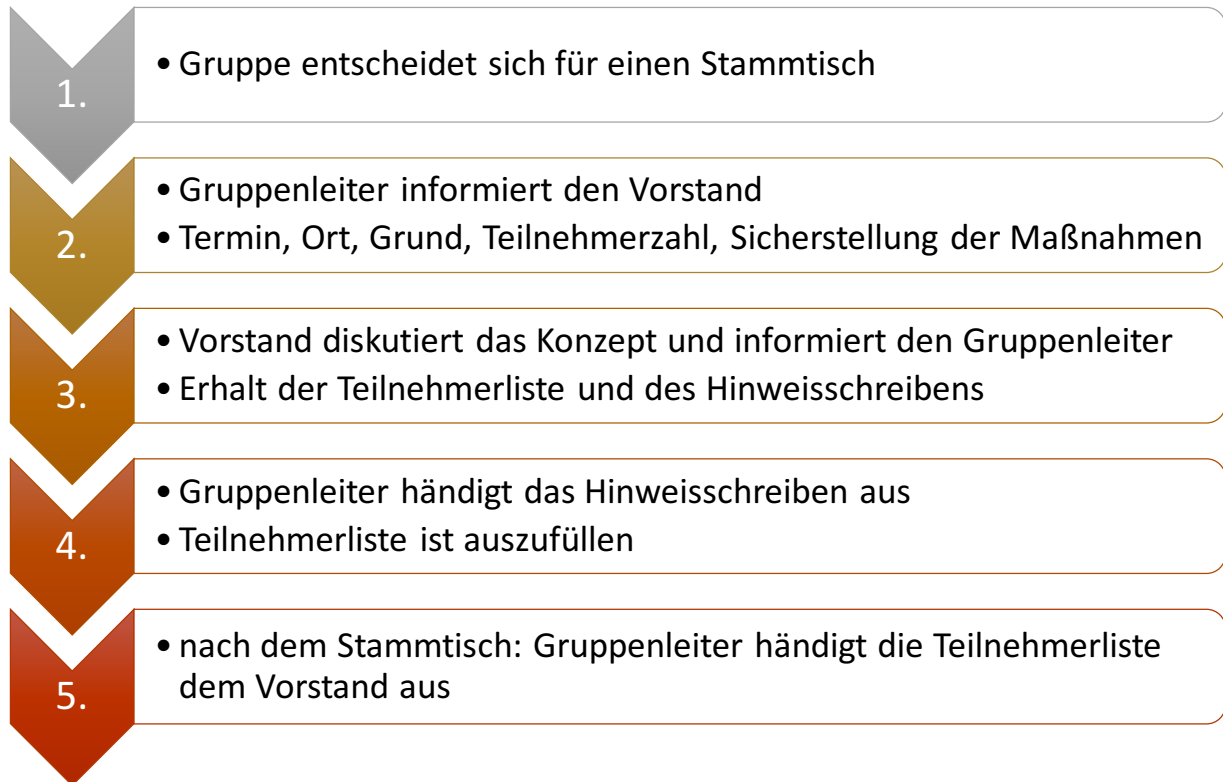 1.
• Gruppe entscheidet sich für einen Stammtisch
2.
• Gruppenleiter informiert den Vorstand
• Termin, Ort, Grund, Teilnehmerzahl, Sicherstellung der Maßnahmen
3.
• Vorstand diskutiert das Konzept und informiert den Gruppenleiter
• Erhalt der Teilnehmerliste und des Hinweisschreibens
4.
• Gruppenleiter händigt das Hinweisschreiben aus
• Teilnehmerliste ist auszufüllen
5.
• nach dem Stammtisch: Gruppenleiter händigt die Teilnehmerliste
dem Vorstand aus